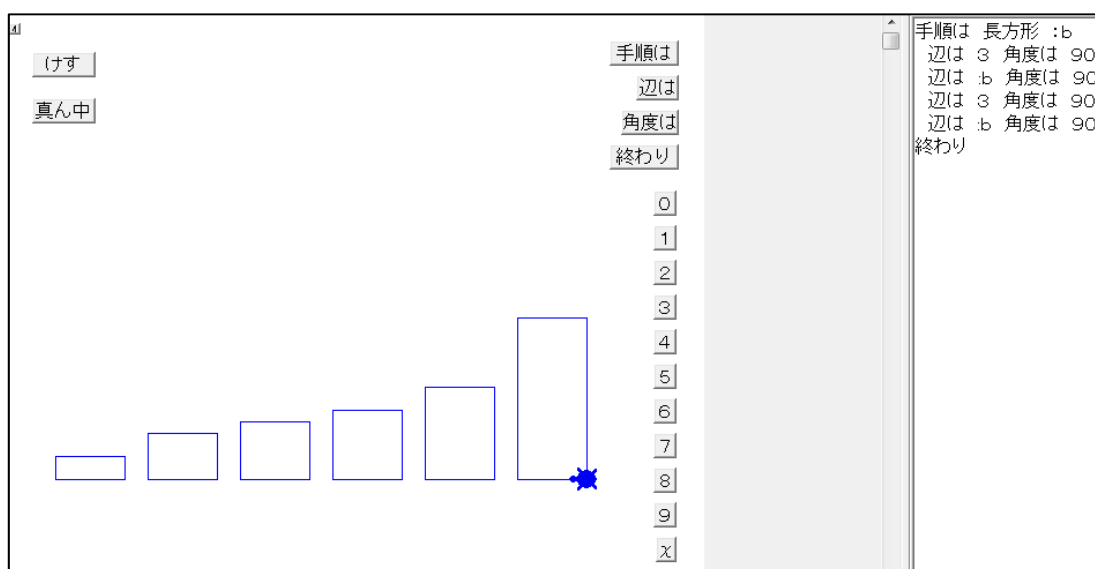 けす
真ん中
手順は
辺は
角度は
終わり
0
1
2
3
4
5
6
7
8
9
χ
手順は 長方形 :b
辺は 3 角度は 90
辺は :b 角度は 90
辺は 3 角度は 90
辺は :b 角度は 90
終わり